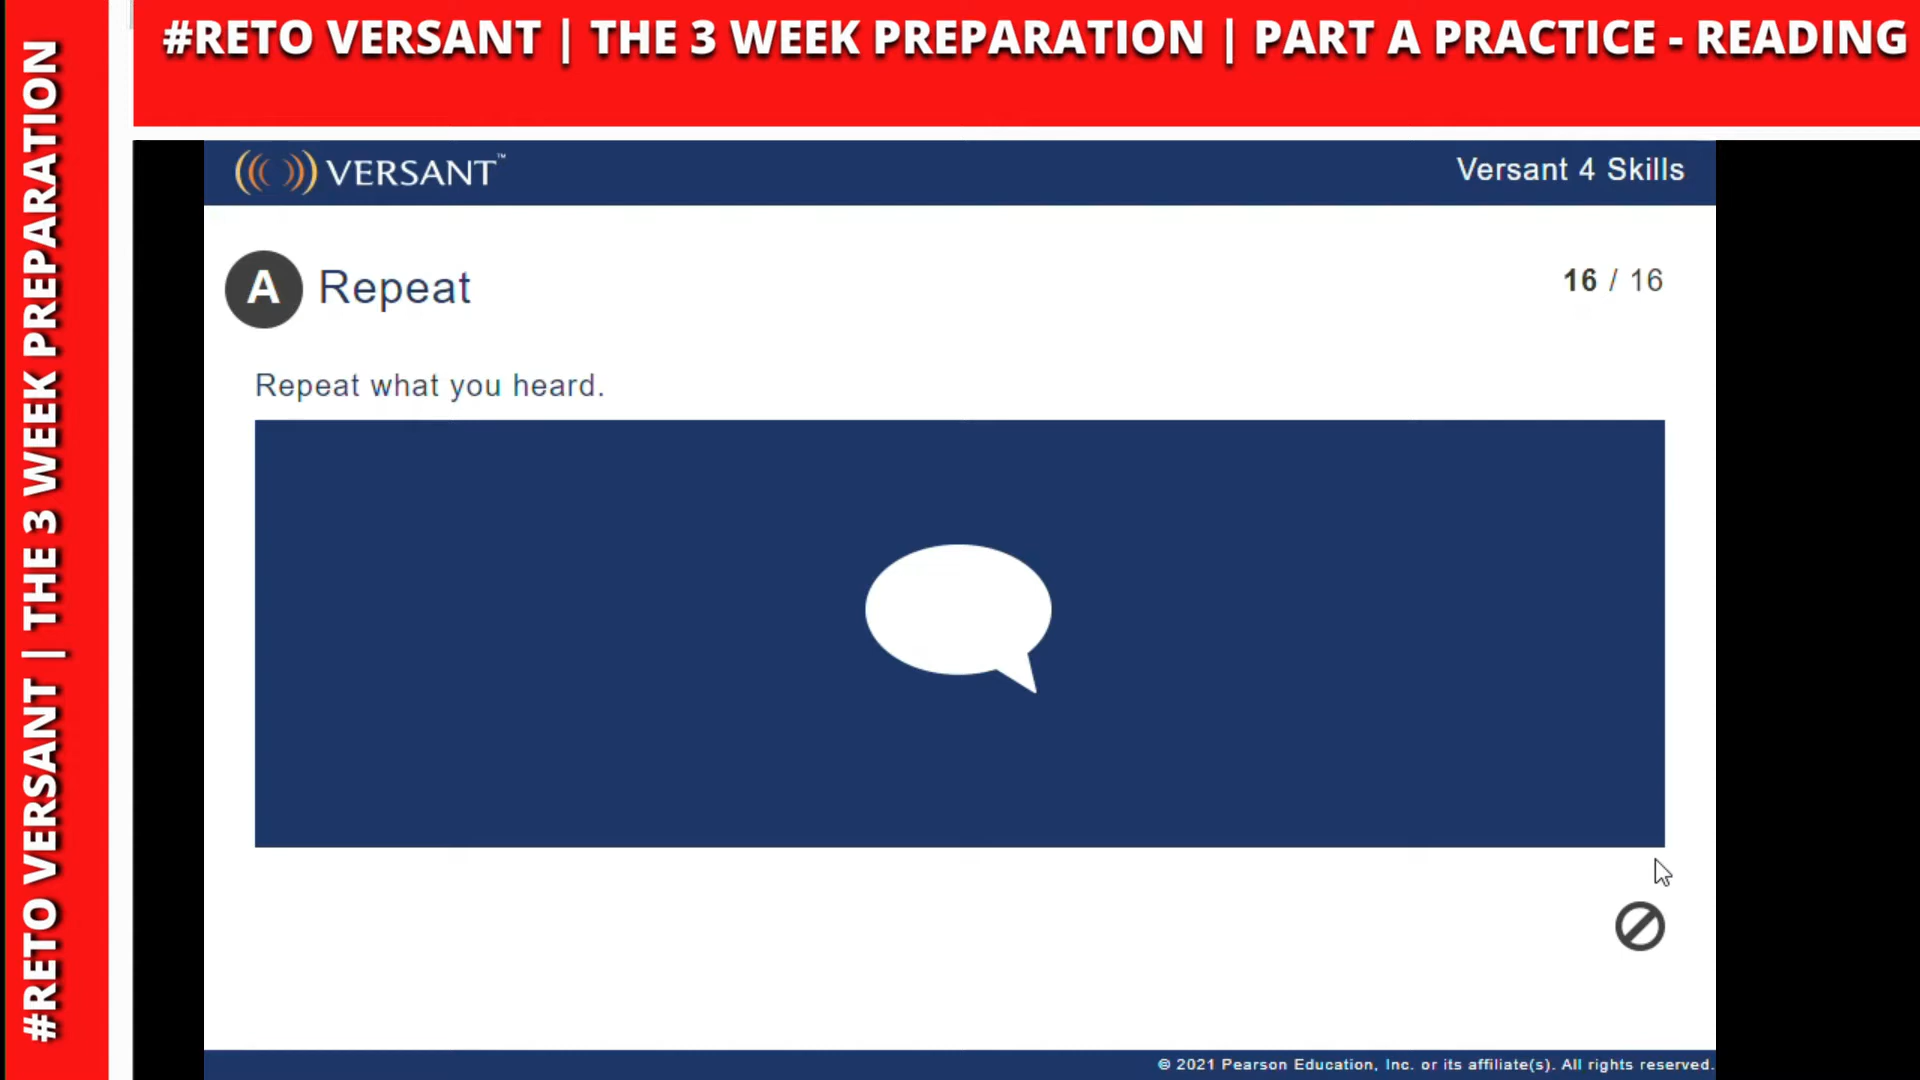 #RETO VERSANT | THE 3 WEEK PREPARATION | PART A PRACTICE - READING
#RETO VERSANT | THE 3 WEEK PREPARATION
VERSANT™
Versant 4 Skills
A Repeat
16 / 16
Repeat what you heard.
© 2021 Pearson Education, Inc. or its affiliate(s). All rights reserved.